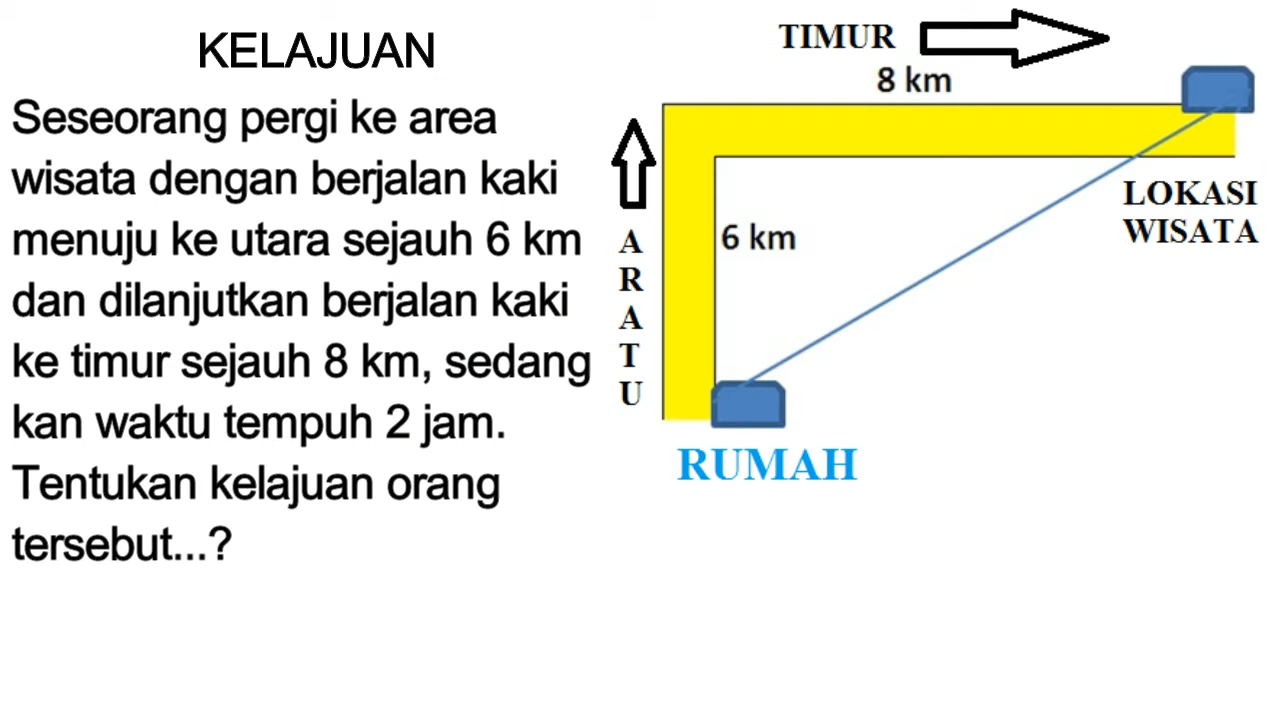 KELAJUAN
Seseorang pergi ke area
wisata dengan berjalan kaki
menuju ke utara sejauh 6 km
dan dilanjutkan berjalan kaki
ke timur sejauh 8 km, sedang
kan waktu tempuh 2 jam.
Tentukan kelajuan orang
tersebut...?
TIMUR
8 km
A
R
A
T
U
6 km
LOKASI
WISATA
RUMAH